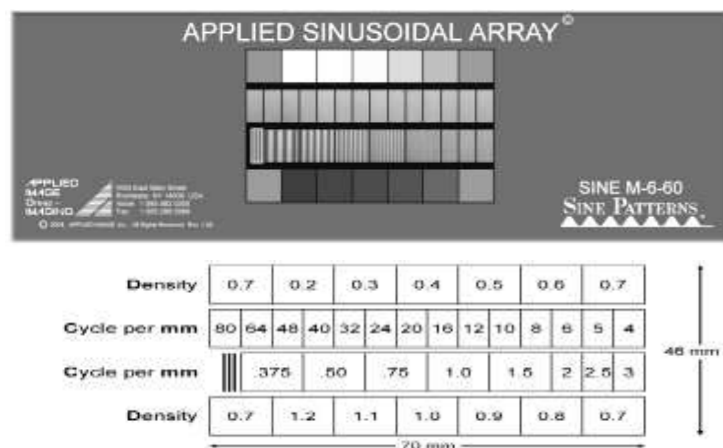 APPLIED SINUSOIDAL ARRAY©
APPLIED
IMAGE
IMAGING
SINE M-6-60
SINE PATTERNS
Density 0.7 0.2 0.3 0.4 0.5 0.6 0.7
Cycle per mm 80 64 48 40 32 24 20 16 12 10 8 6 5 4
Cycle per mm .375 .50 .75 1.0 1.5 2 2.5 3
Density 0.7 1.2 1.1 1.0 0.9 0.8 0.7
46 mm
70 mm